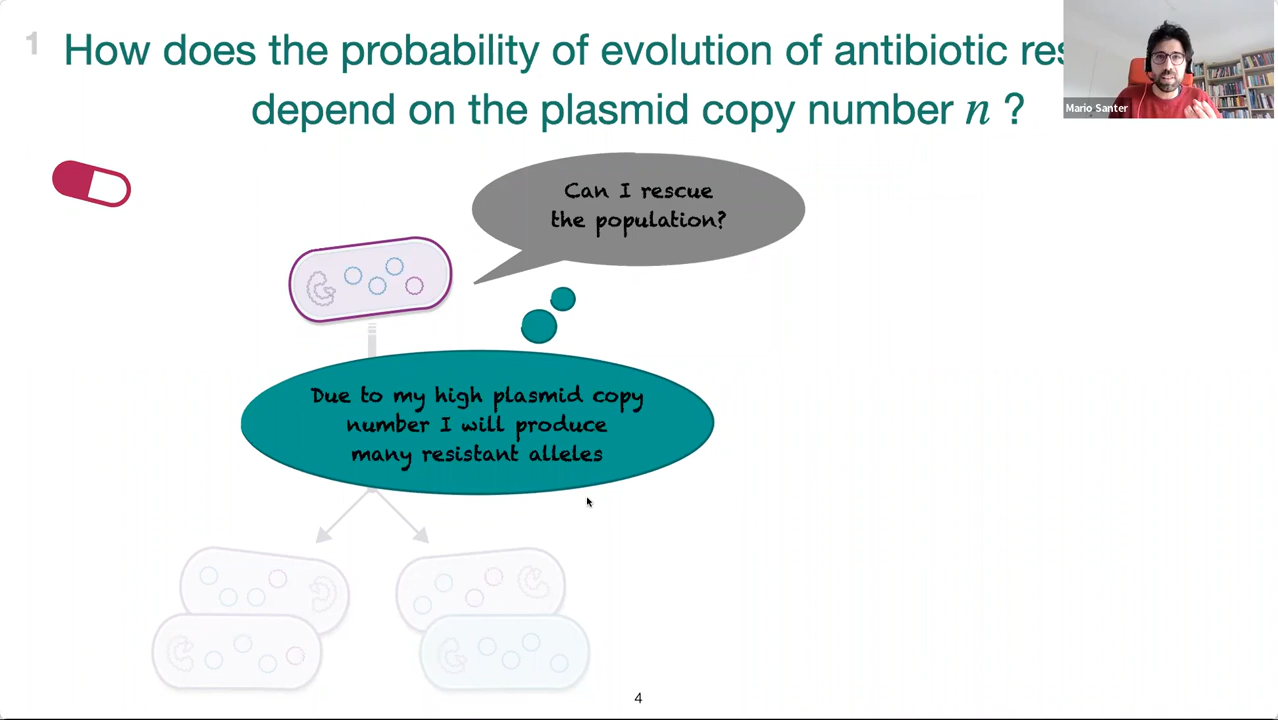 1
How does the probability of evolution of antibiotic res
depend on the plasmid copy number n ?
Mario Santer
Can I rescue
the population?
Due to my high plasmid copy
number I will produce
many resistant alleles
4